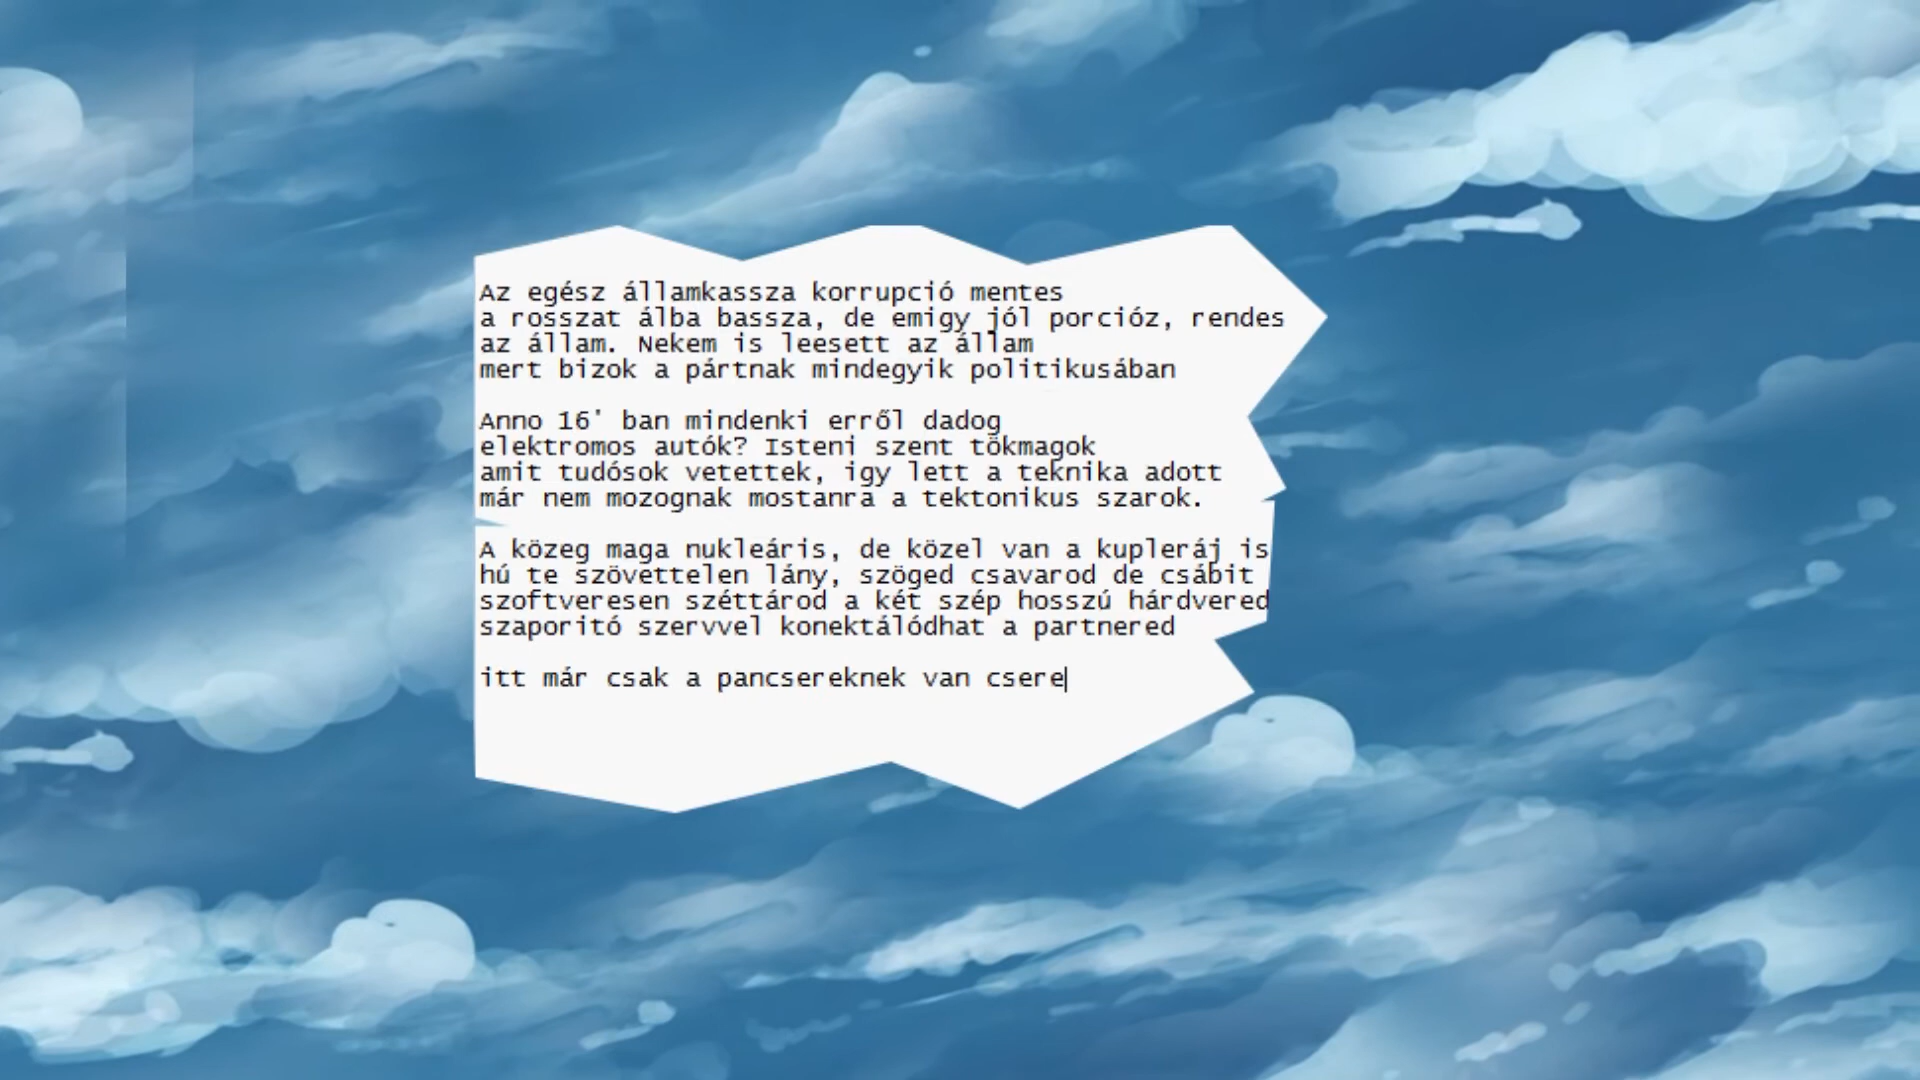 Az egész államkassza korrupció mentes
a rosszat álba bassza, de emigy jól porcióz, rendes
az állam. Nekem is leesett az állam
mert bizok a pártnak mindegyik politikusában
Anno 16' ban mindenki erről dadog
elektromos autók? Isteni szent tökmagok
amit tudósok vetettek, igy lett a teknika adott
már nem mozognak mostanra a tektonikus szarok.
A közeg maga nukleáris, de közel van a kupleráj is
hú te szövettelen lány, szöged csavarod de csábit
szoftveresen széttárod a két szép hosszú hárdvered
szaporitó szervvel konektálódhat a partnered
itt már csak a pancsereknek van csere